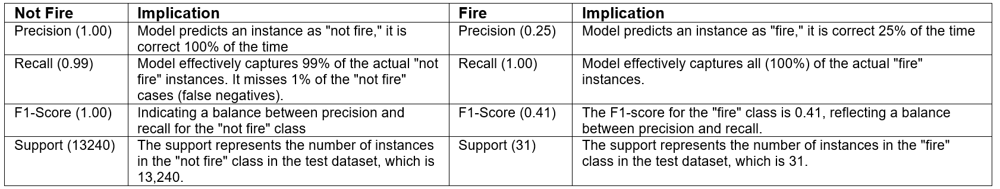 Not Fire
Implication
Fire
Implication
Precision (1.00)
Model predicts an instance as "not fire," it is
correct 100% of the time
Precision (0.25)
Model predicts an instance as "fire," it is correct 25% of the time
Recall (0.99)
Model effectively captures 99% of the actual "not
fire" instances. It misses 1% of the "not fire"
cases (false negatives).
Recall (1.00)
Model effectively captures all (100%) of the actual "fire"
instances.
F1-Score (1.00)
Indicating a balance between precision and
recall for the "not fire" class
F1-Score (0.41)
The F1-score for the "fire" class is 0.41, reflecting a balance
between precision and recall.
Support (13240)
The support represents the number of instances
in the "not fire" class in the test dataset, which is
13,240.
Support (31)
The support represents the number of instances in the "fire"
class in the test dataset, which is 31.